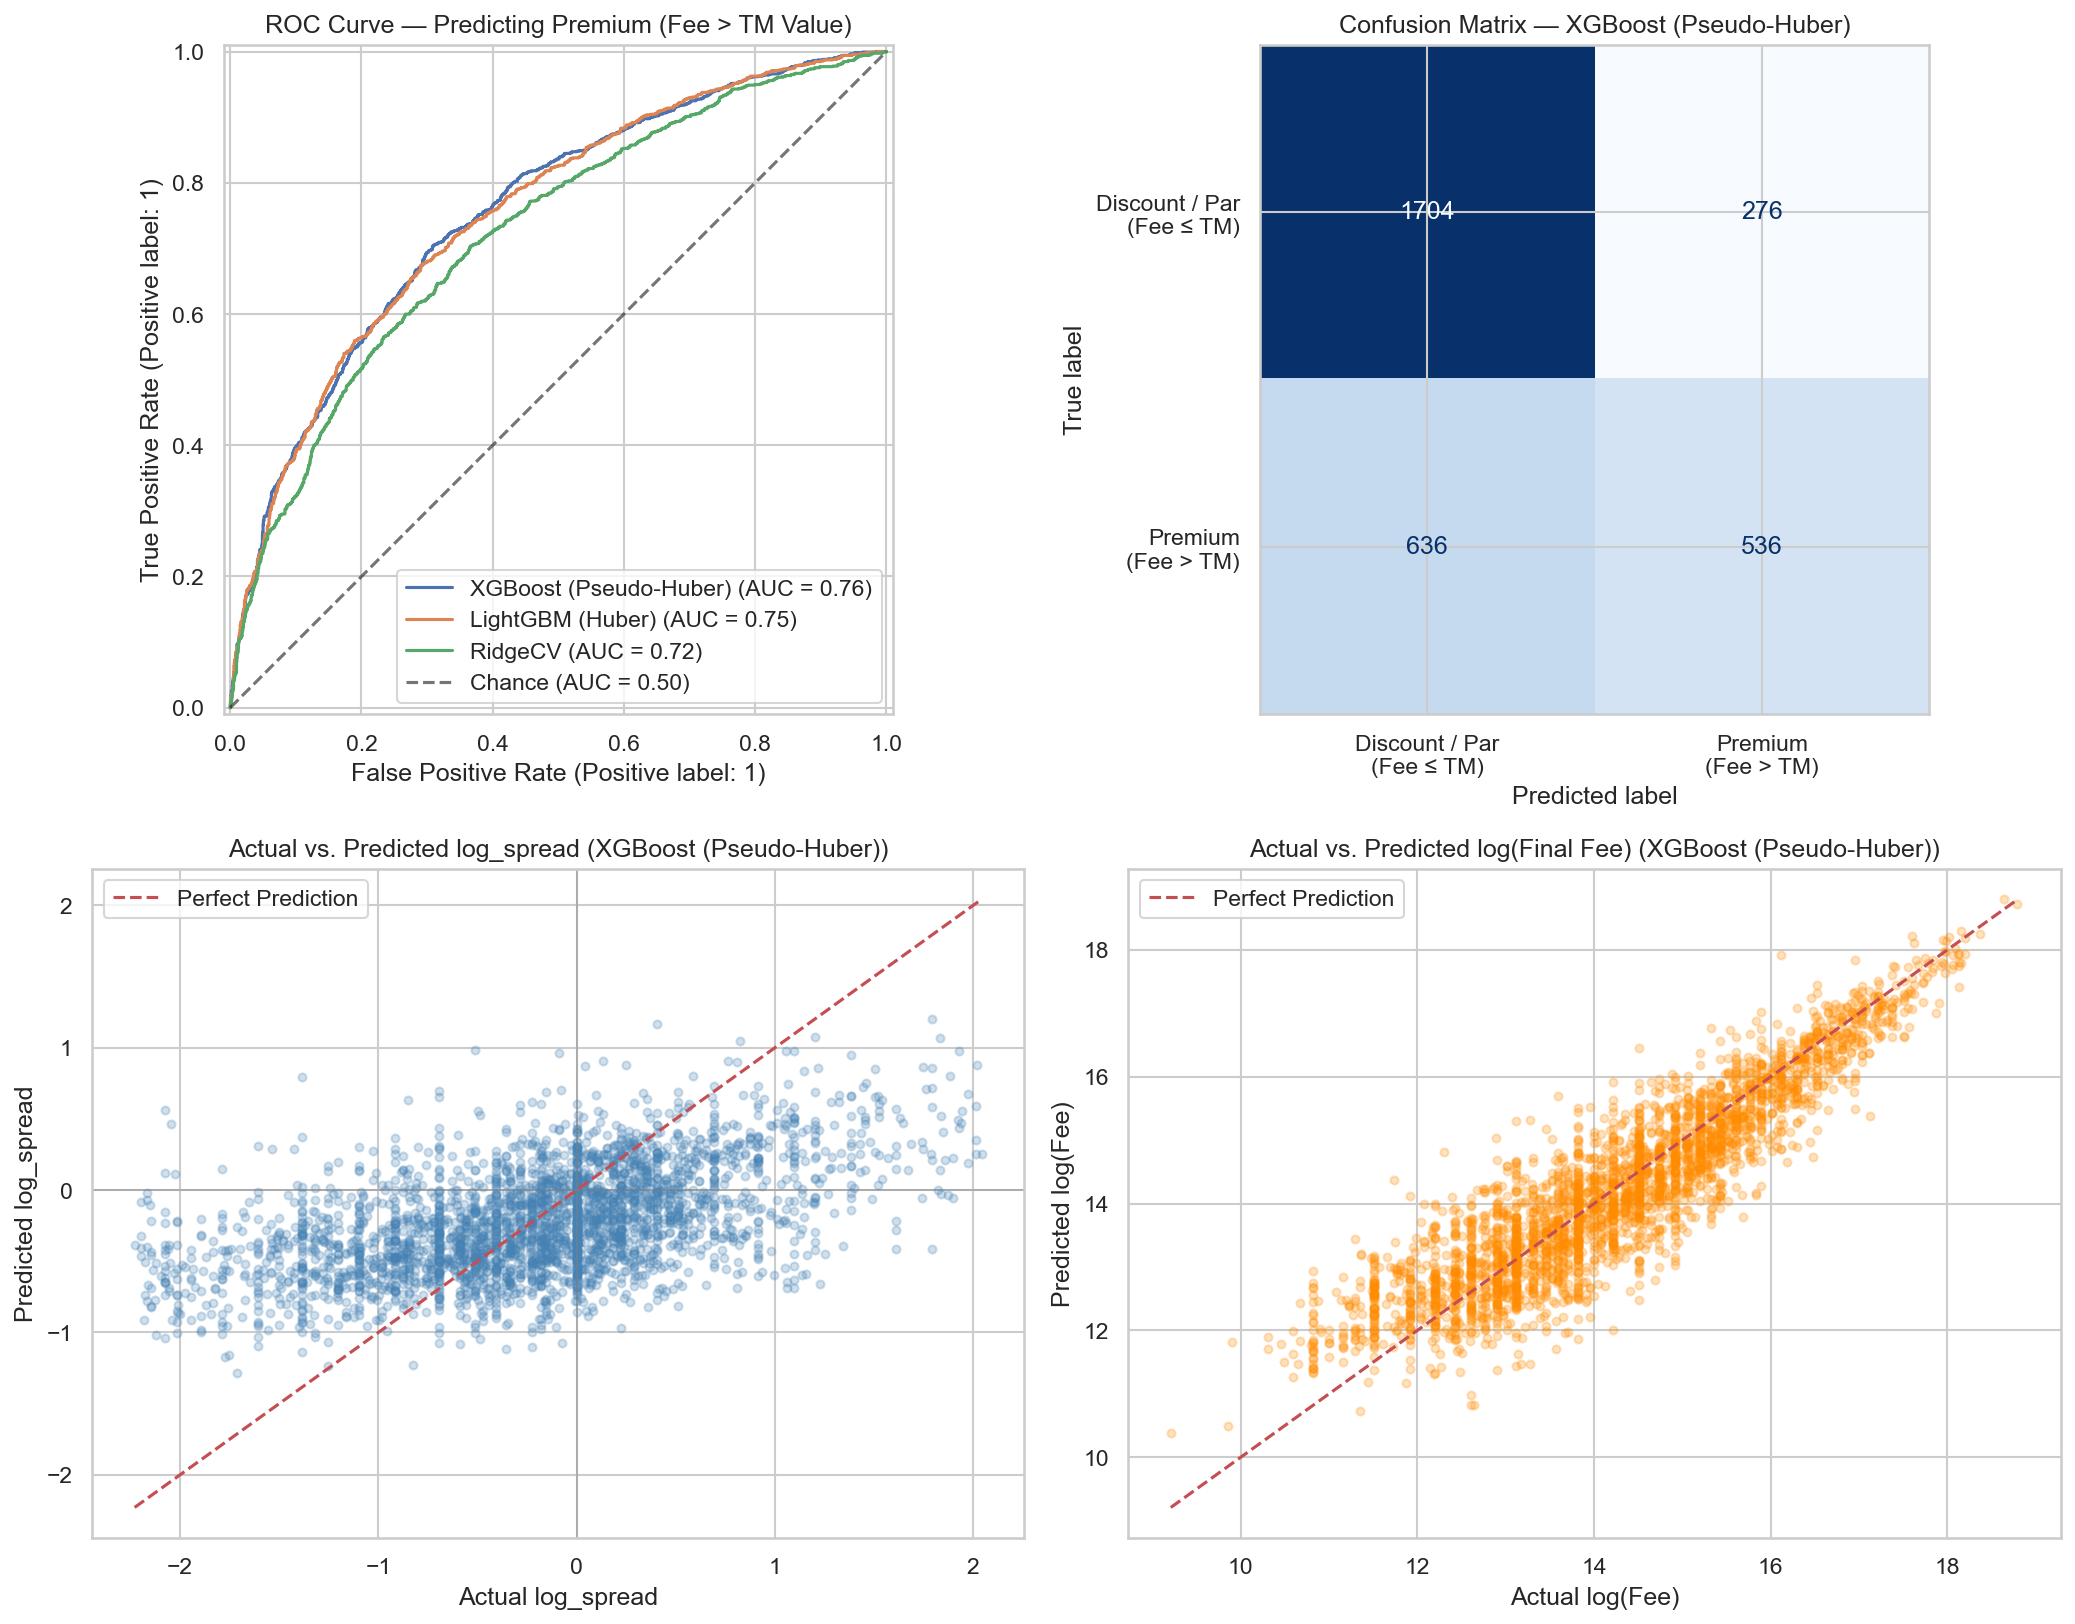 ROC Curve — Predicting Premium (Fee > TM Value)
1.0
0.8
0.6
0.4
0.2
0.0
True Positive Rate (Positive label: 1)
XGBoost (Pseudo-Huber) (AUC = 0.76)
LightGBM (Huber) (AUC = 0.75)
RidgeCV (AUC = 0.72)
Chance (AUC = 0.50)
0.0 0.2 0.4 0.6 0.8 1.0
False Positive Rate (Positive label: 1)
Confusion Matrix — XGBoost (Pseudo-Huber)
True label
Discount / Par
(Fee ≤ TM)
1704 276
Premium
(Fee > TM)
636 536
Discount / Par Premium
(Fee ≤ TM) (Fee > TM)
Predicted label
Actual vs. Predicted log_spread (XGBoost (Pseudo-Huber))
Perfect Prediction
2
1
0
−1
−2
Predicted log_spread
−2 −1 0 1 2
Actual log_spread
Actual vs. Predicted log(Final Fee) (XGBoost (Pseudo-Huber))
Perfect Prediction
18
16
14
12
10
Predicted log(Fee)
10 12 14 16 18
Actual log(Fee)